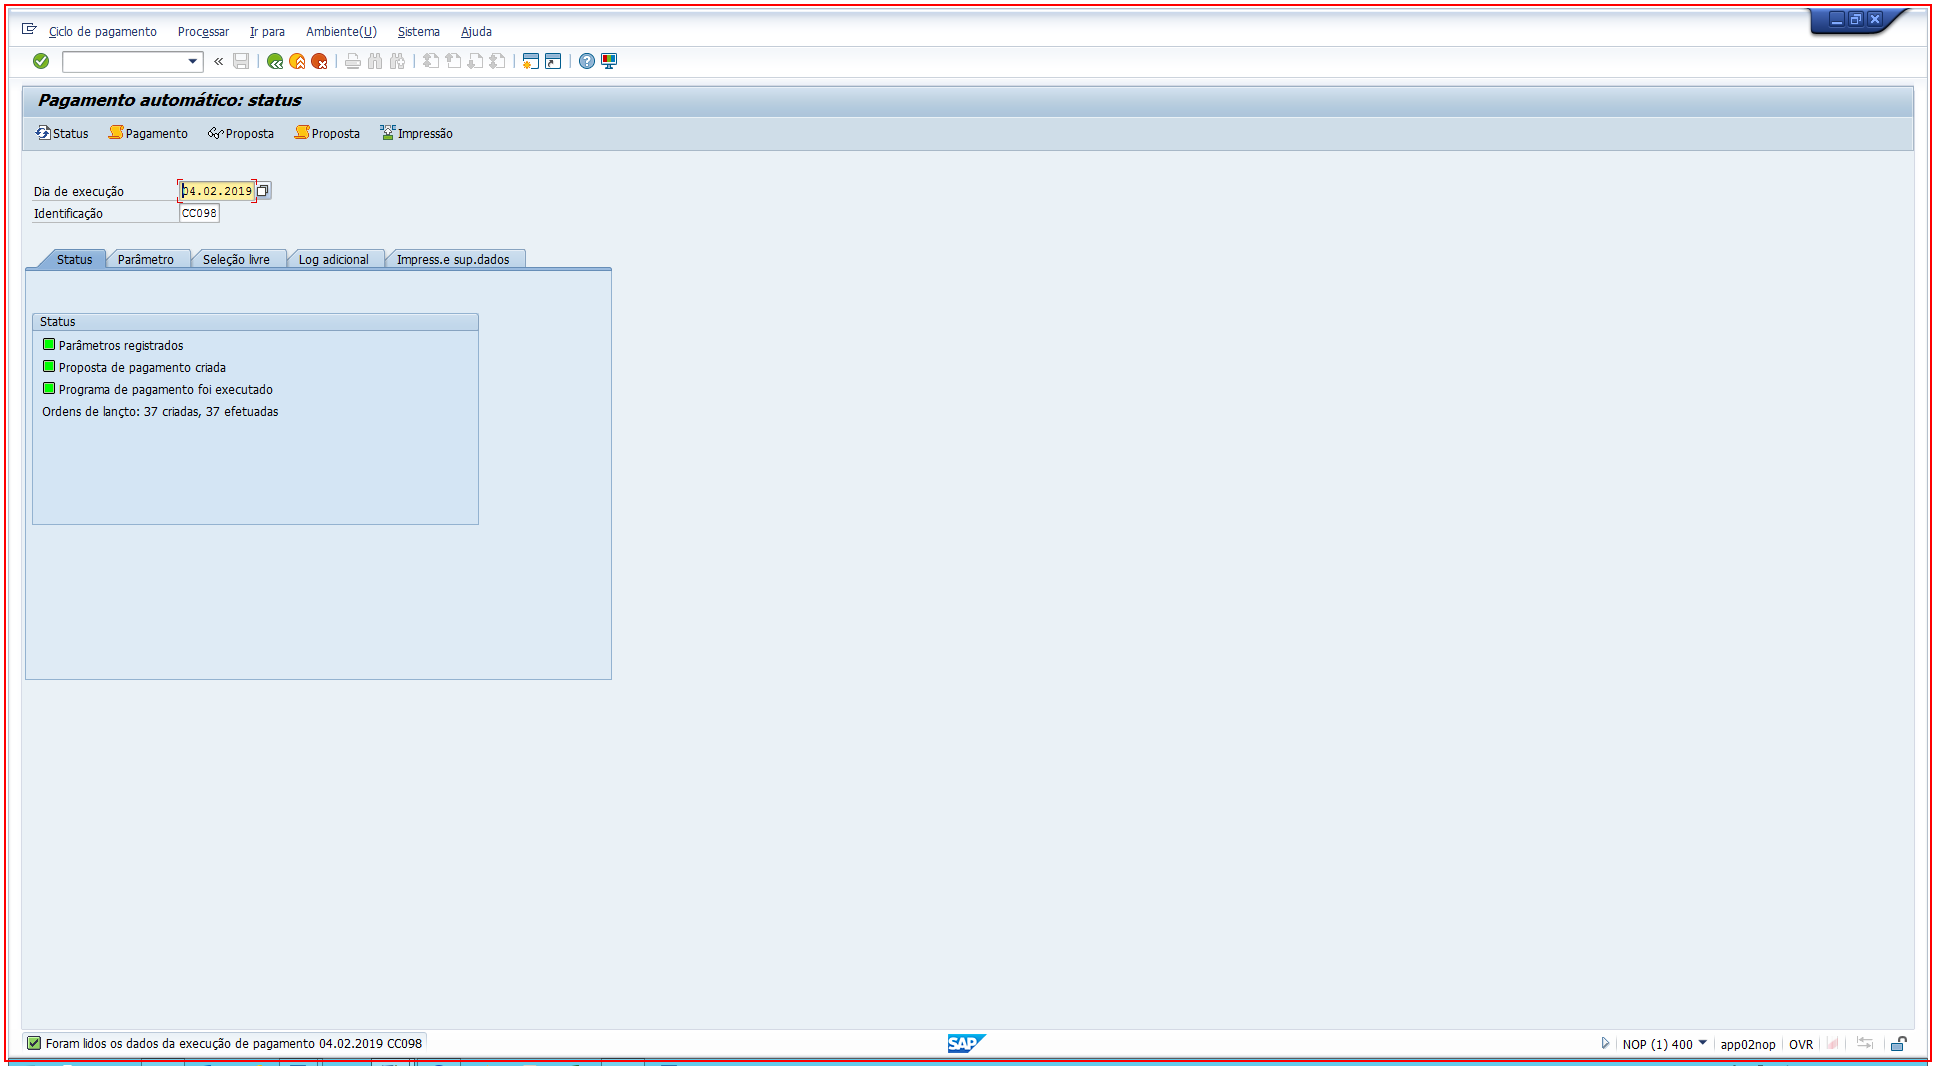 Ciclo de pagamento Processar Ir para Ambiente(U) Sistema Ajuda
Pagamento automático: status
Status Pagamento Proposta Proposta Impressão
Dia de execução 04.02.2019
Identificação CC098
Status Parâmetro Seleção livre Log adicional Impress.e sup.dados
Status
Parâmetros registrados
Proposta de pagamento criada
Programa de pagamento foi executado
Ordens de lançto: 37 criadas, 37 efetuadas
Foram lidos os dados da execução de pagamento 04.02.2019 CC098 SAP NOP (1) 400 app02nop OVR